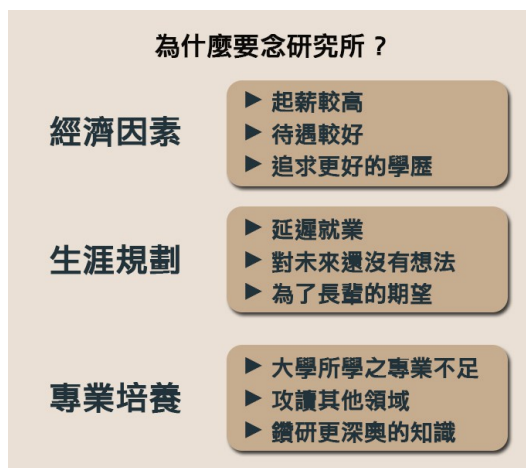 為什麼要念研究所？
經濟因素
▶ 起薪較高
▶ 待遇較好
▶ 追求更好的學歷
生涯規劃
▶ 延遲就業
▶ 對未來還沒有想法
▶ 為了長輩的期望
專業培養
▶ 大學所學之專業不足
▶ 攻讀其他領域
▶ 鑽研更深奧的知識